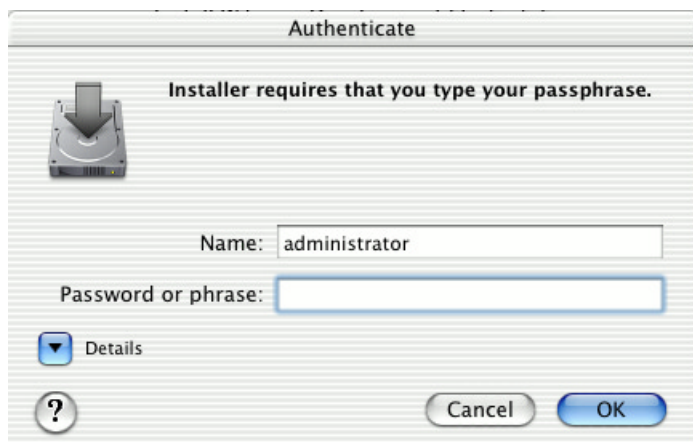 Authenticate
Installer requires that you type your passphrase.
Name: administrator
Password or phrase:
Details
?
Cancel
OK